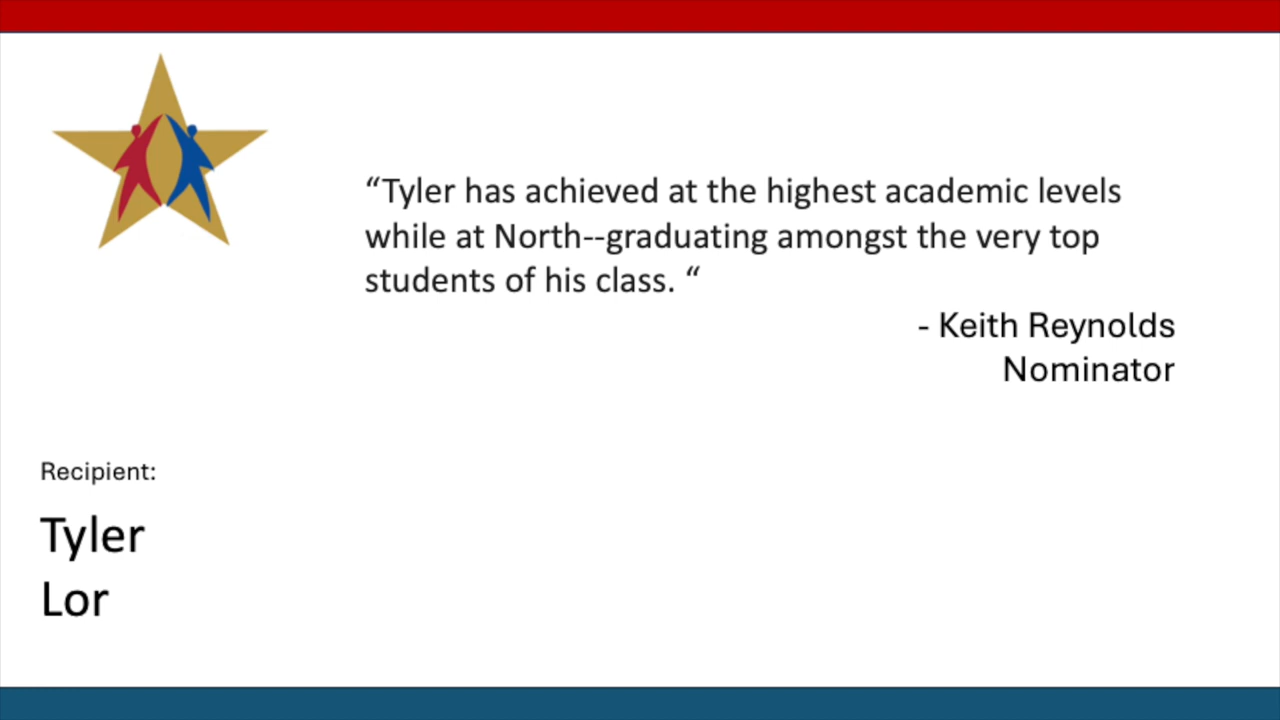 “Tyler has achieved at the highest academic levels
while at North--graduating amongst the very top
students of his class. “
- Keith Reynolds
Nominator
Recipient:
Tyler
Lor